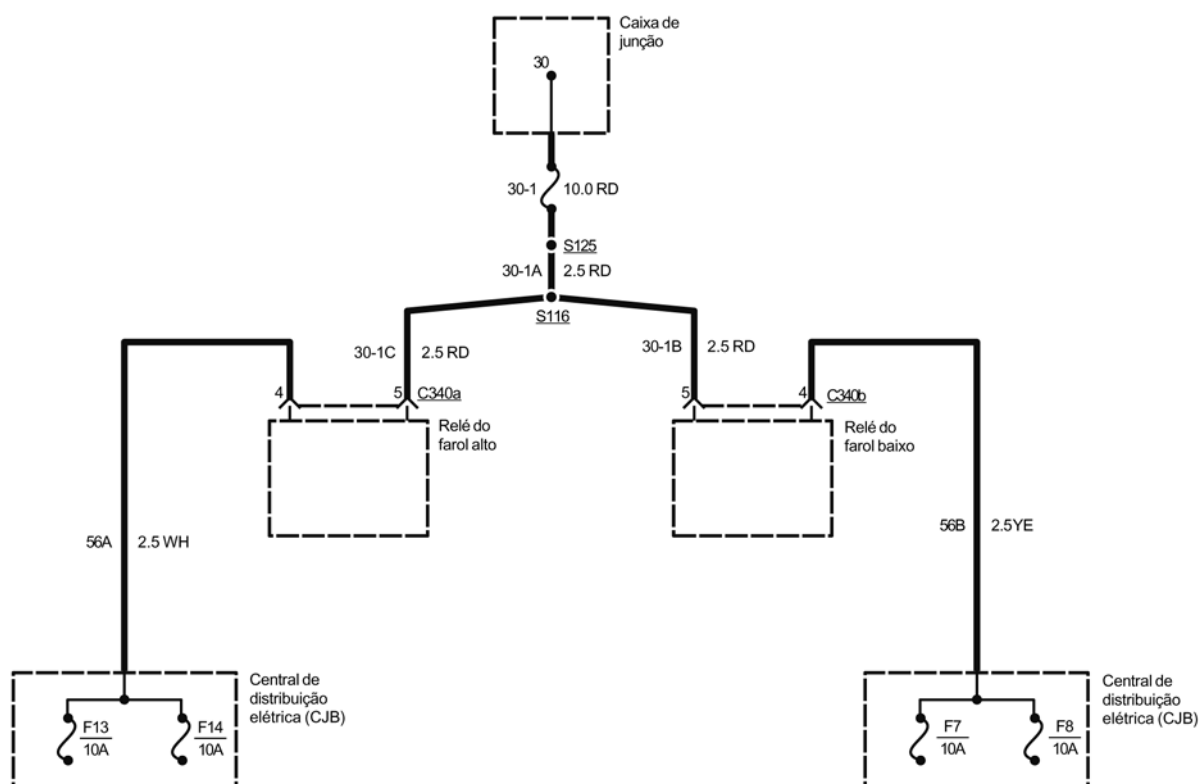 Caixa de
junção
30
30-1
10.0 RD
S125
30-1A
2.5 RD
S116
30-1C
2.5 RD
30-1B
2.5 RD
4
5
C340a
5
4
C340b
Relé do
farol alto
Relé do
farol baixo
56A
2.5 WH
56B
2.5YE
Central de
distribuição
elétrica (CJB)
F13
10A
F14
10A
Central de
distribuição
elétrica (CJB)
F7
10A
F8
10A